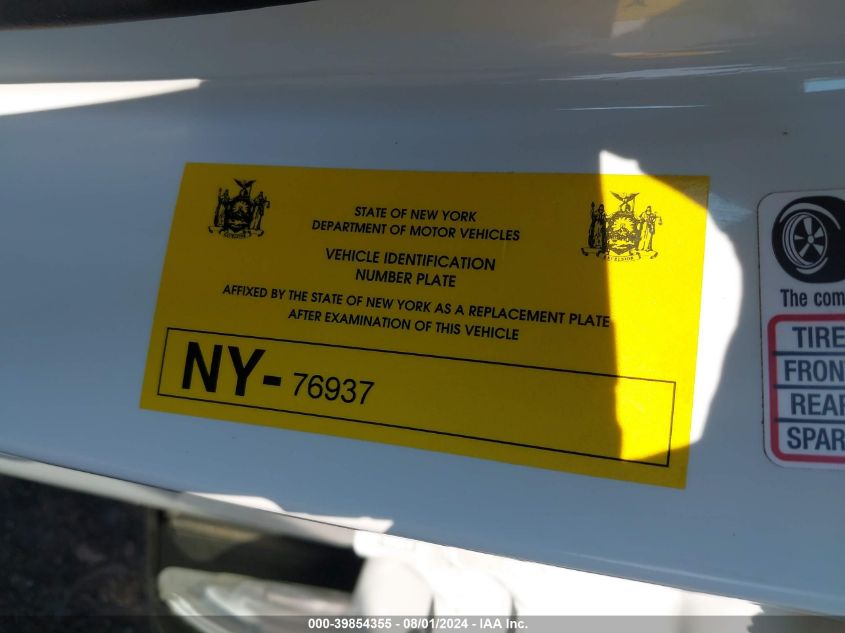 STATE OF NEW YORK
DEPARTMENT OF MOTOR VEHICLES
VEHICLE IDENTIFICATION
NUMBER PLATE
AFFIXED BY THE STATE OF NEW YORK AS A REPLACEMENT PLATE
AFTER EXAMINATION OF THIS VEHICLE
NY-76937
EXCELSIOR
The com
TIRE
FRON
REAR
SPAR
000-39854355 - 08/01/2024 - IAA Inc.